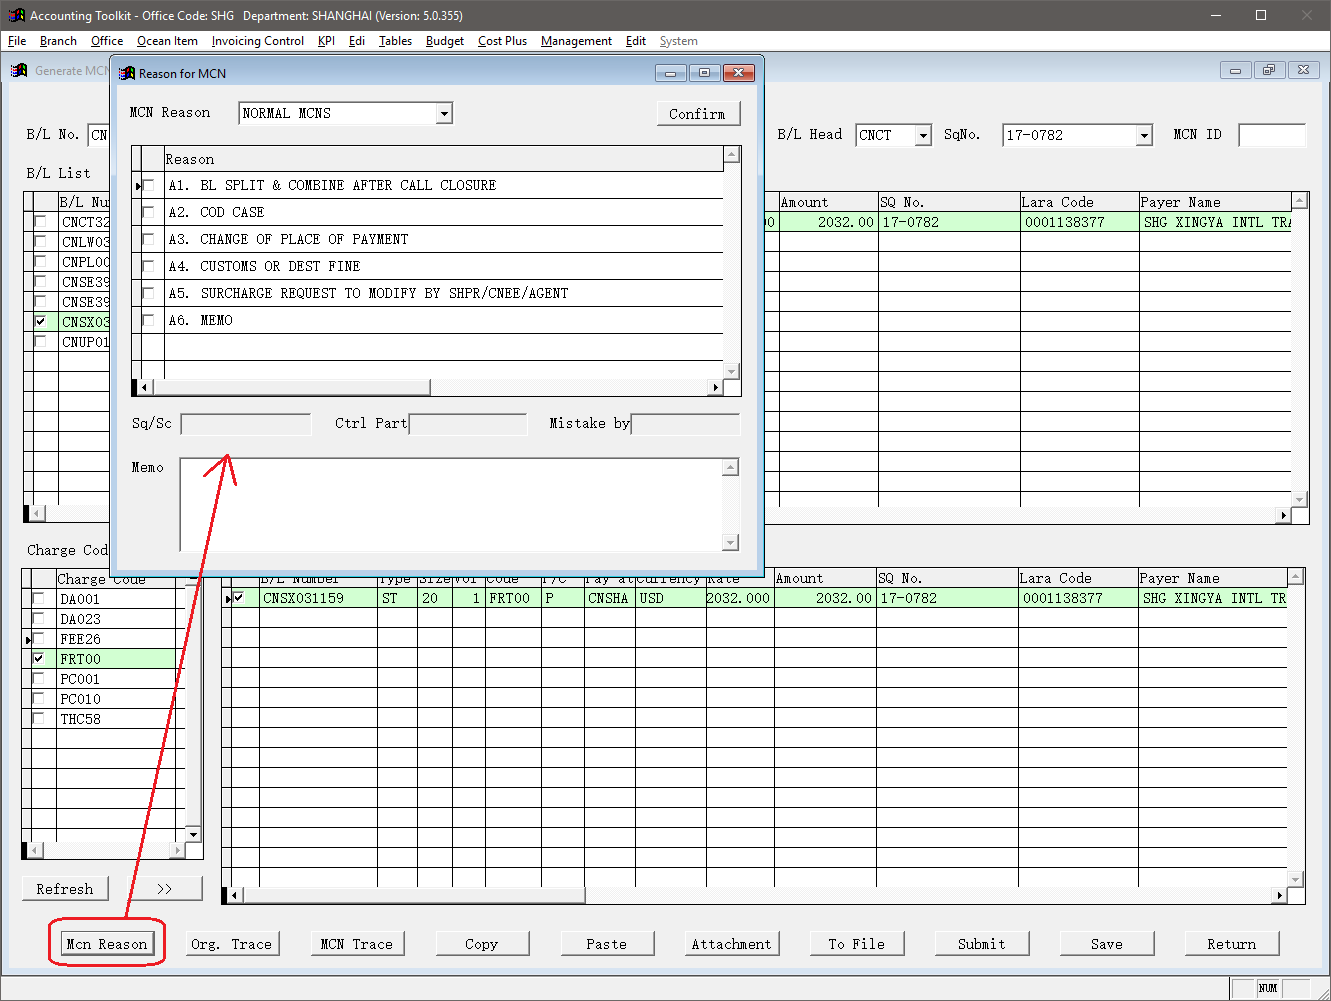 Accounting Toolkit - Office Code: SHG   Department: SHANGHAI (Version: 5.0.355)
File Branch Office Ocean Item Invoicing Control KPI Edi Tables Budget Cost Plus Management Edit System
Generate MCN
Reason for MCN
MCN Reason NORMAL MCNS Confirm
B/L No. CN B/L Head CNCT SqNo. 17-0782 MCN ID
B/L List
Reason
A1. BL SPLIT & COMBINE AFTER CALL CLOSURE
A2. COD CASE
A3. CHANGE OF PLACE OF PAYMENT
A4. CUSTOMS OR DEST FINE
A5. SURCHARGE REQUEST TO MODIFY BY SHPR/CNEE/AGENT
A6. MEMO
Sq/Sc Ctrl Part Mistake by
Memo
B/L Nu Amount SQ No. Lara Code Payer Name
CNCT32 00 2032.00 17-0782 0001138377 SHG XINGYA INTL TRA
CNLW03
CNPL00
CNSE39
CNSE39
CNSX03
CNUP01
Charge Cod
Charge Code
DA001
DA023
FEE26
FRT00
PC001
PC010
THC58
B/L Number Type Size Vol Code P/C Pay at Currency Rate Amount SQ No. Lara Code Payer Name
CNSX031159 ST 20 1 FRT00 P CNSHA USD 2032.000 2032.00 17-0782 0001138377 SHG XINGYA INTL TR
Refresh >>
Mcn Reason Org. Trace MCN Trace Copy Paste Attachment To File Submit Save Return
NUM